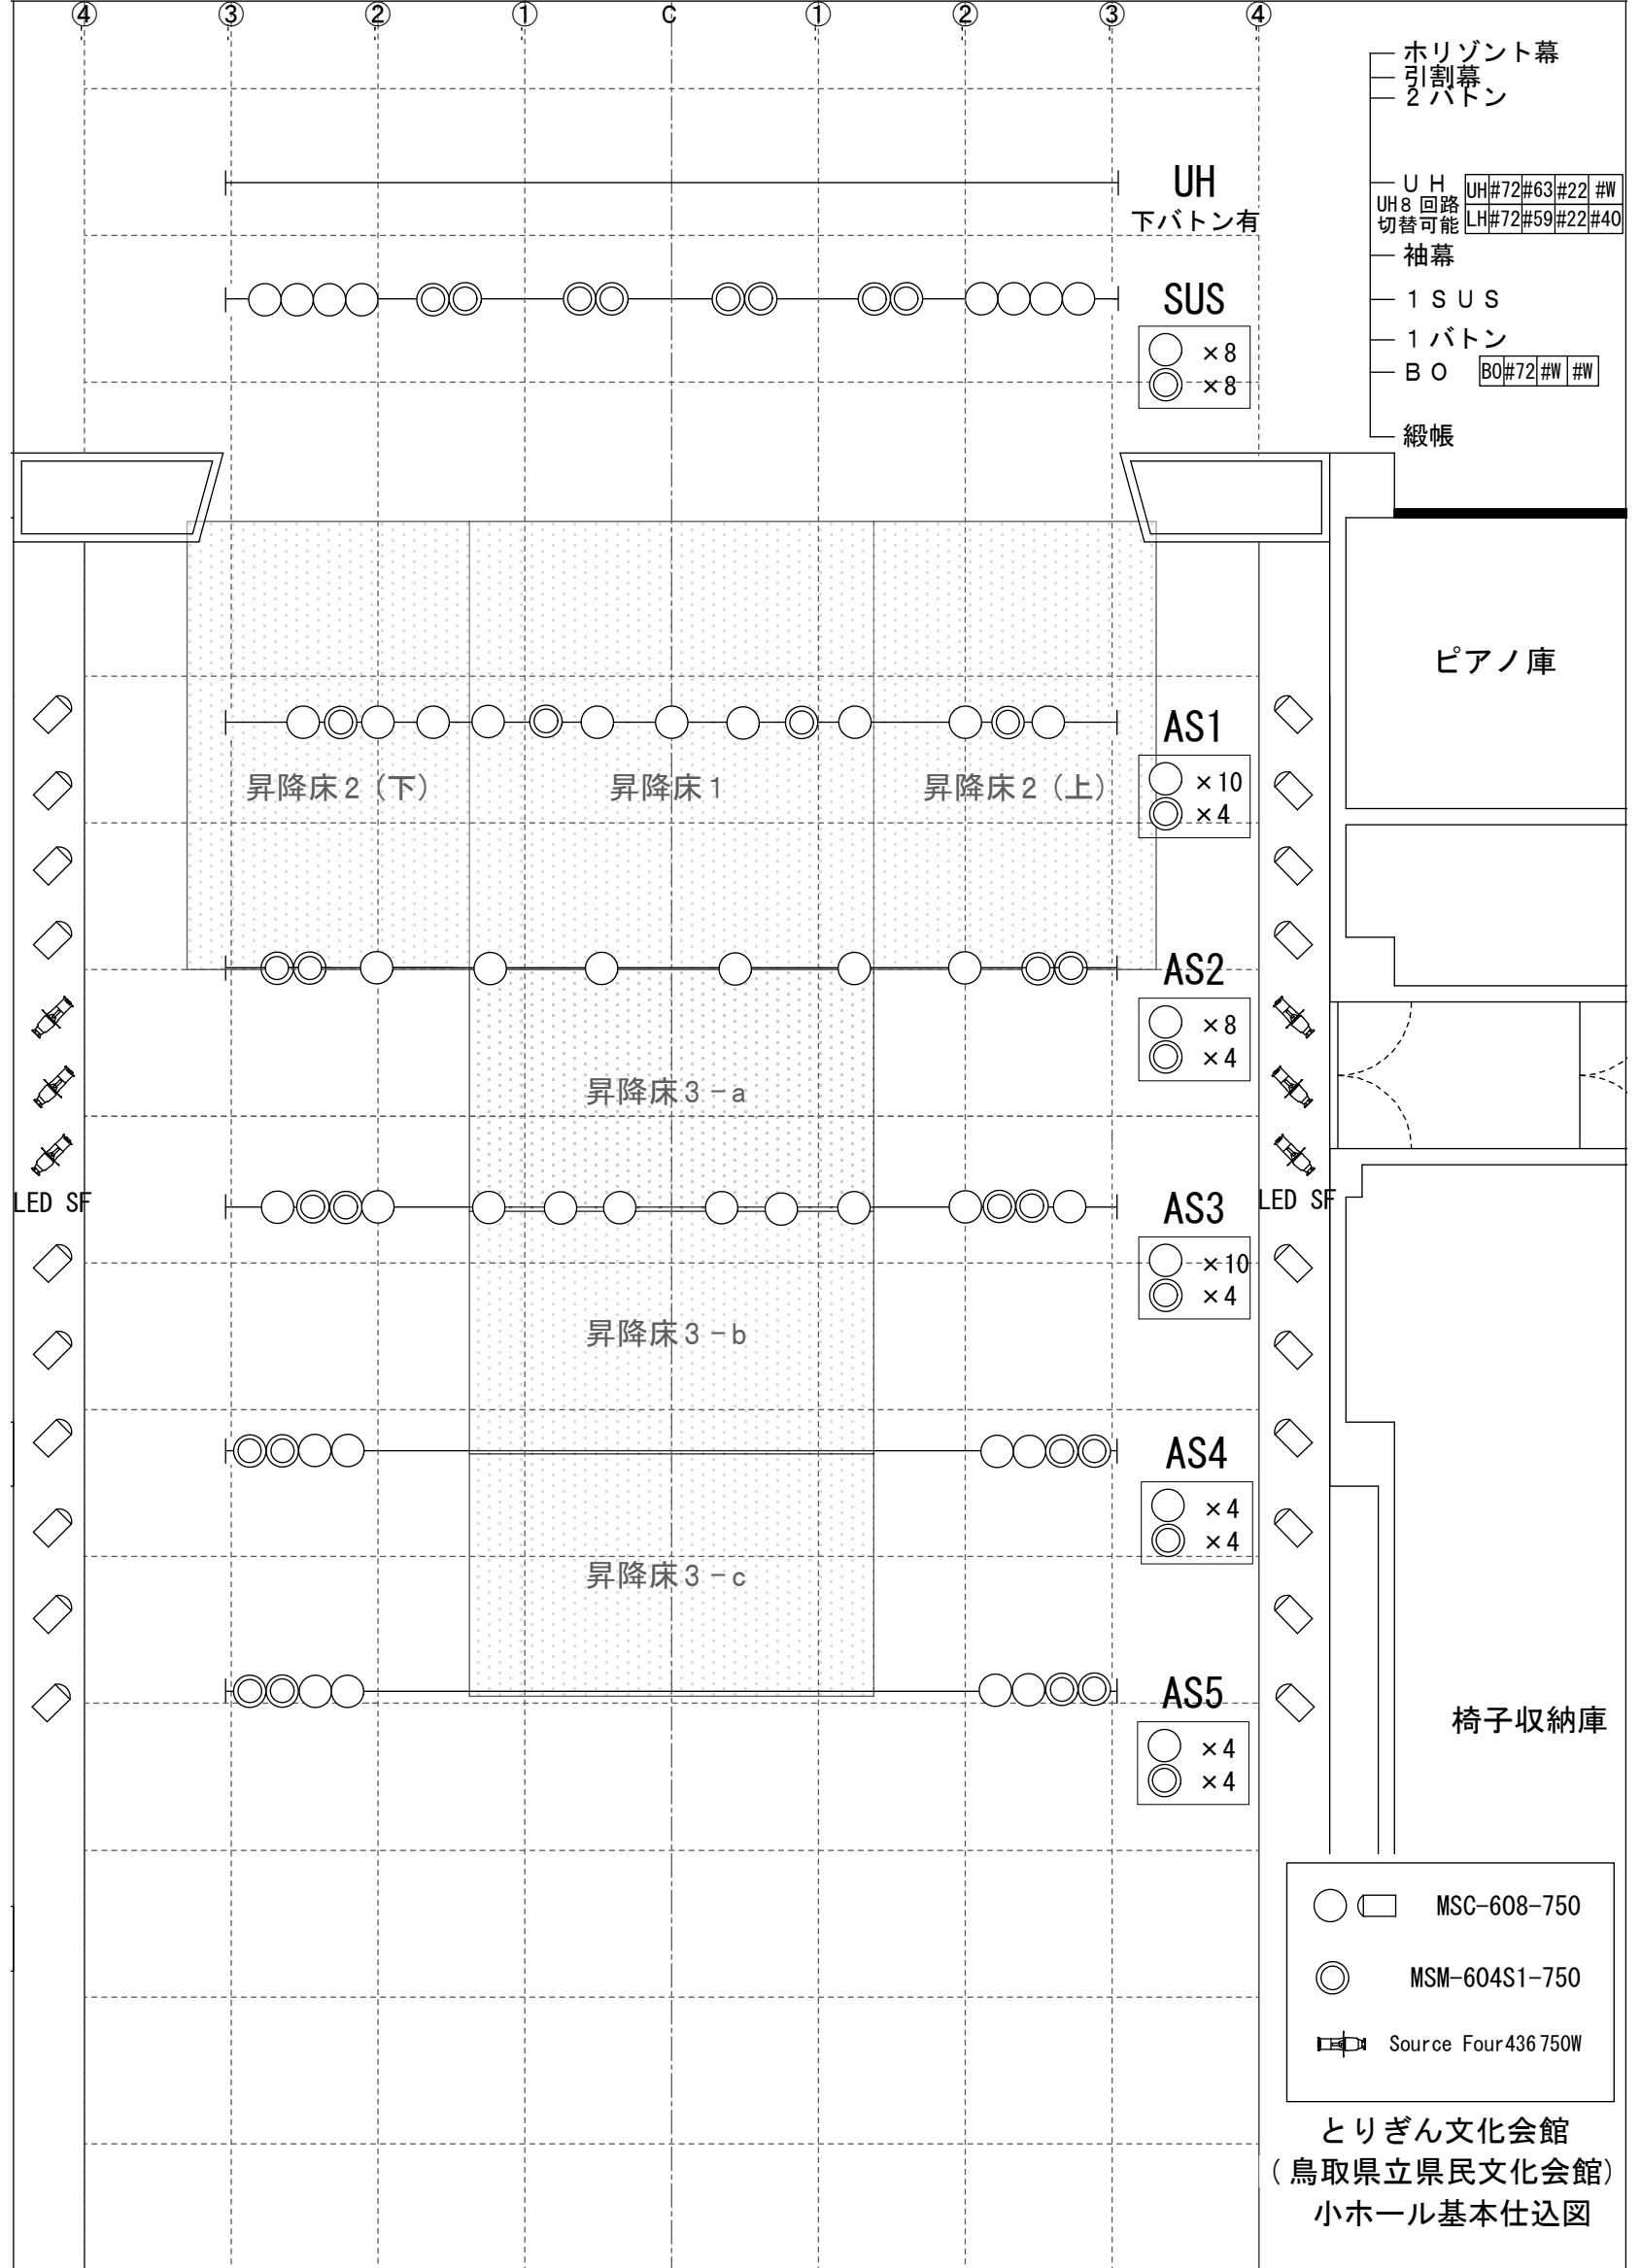 ④ ③ ② ① C ① ② ③ ④
ホリゾント幕
引割幕
2 バトン
UH
下バトン有
U H
UH8 回路
切替可能
UH #72 #63 #22 #W
LH #72 #59 #22 #40
袖幕
SUS
×8
×8
1 S U S
1 バトン
B O
BO #72 #W #W
緞帳
ピアノ庫
AS1
×10
×4
昇降床2（下）
昇降床1
昇降床2（上）
AS2
×8
×4
昇降床3-a
LED SF
LED SF
AS3
×10
×4
昇降床3-b
AS4
×4
×4
昇降床3-c
AS5
×4
×4
椅子収納庫
MSC-608-750
MSM-604S1-750
Source Four436 750W
とりぎん文化会館
(鳥取県立県民文化会館)
小ホール基本仕込図